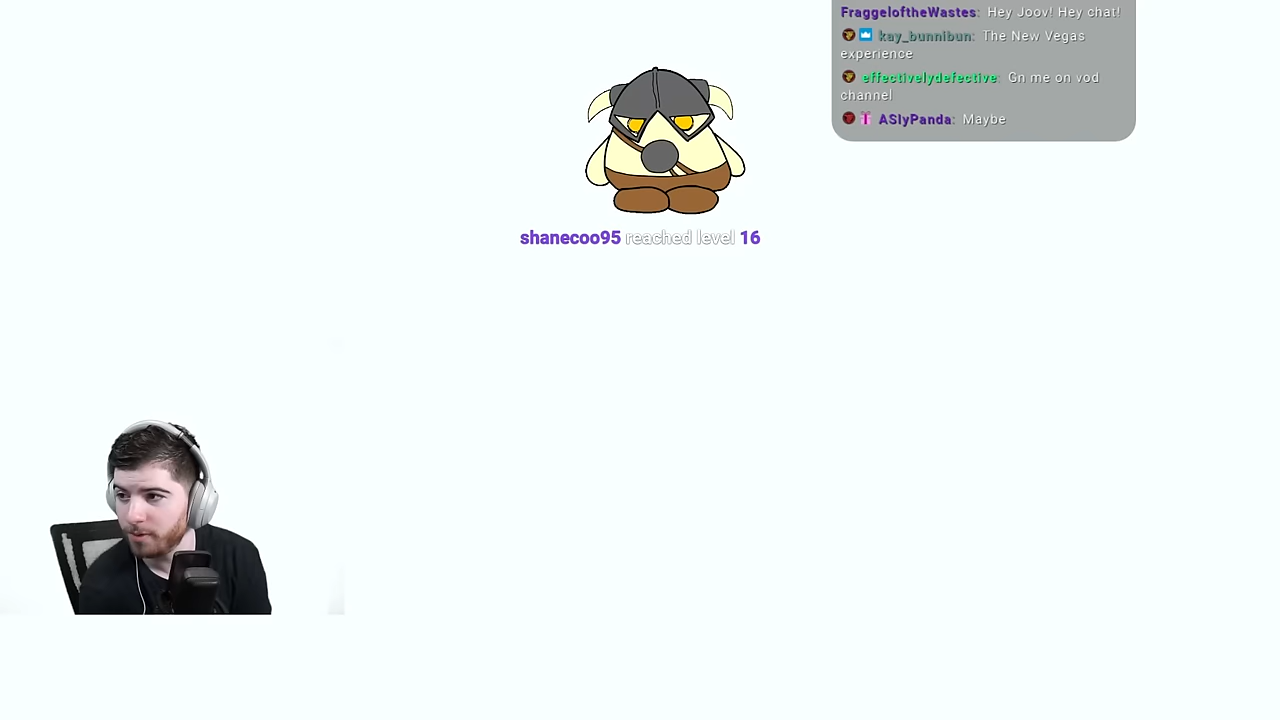 FraggeloftheWastes: Hey Joov! Hey chat!
kay_bunnibun: The New Vegas
experience
effectivelydefective: Gn me on vod
channel
ASlyPanda: Maybe
shanecoo95 reached level 16